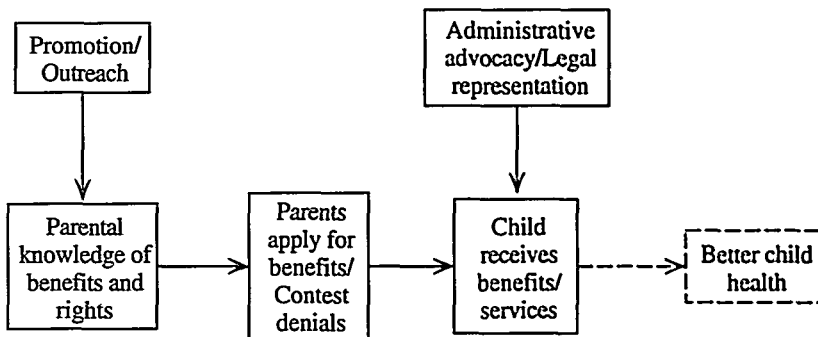 Promotion/
Outreach
Administrative
advocacy/Legal
representation
Parental
knowledge of
benefits and
rights
Parents
apply for
benefits/
Contest
denials
Child
receives
benefits/
services
Better child
health